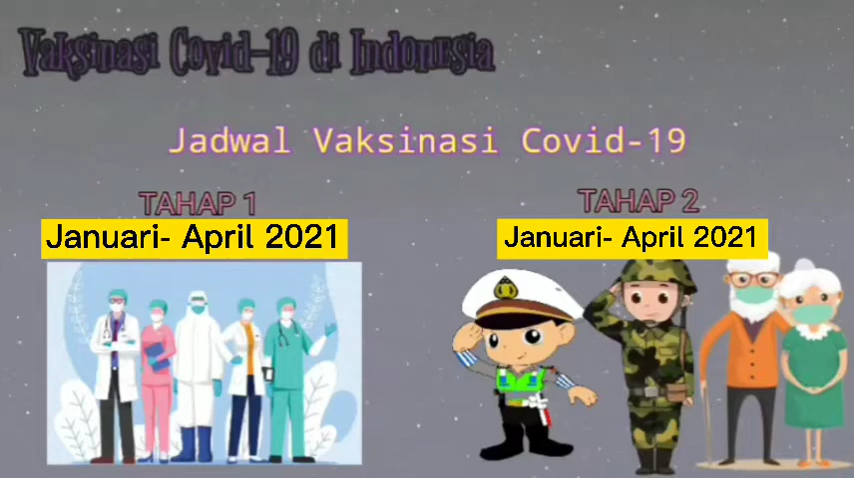 Vaksinasi Covid-19 di Indonesia
Jadwal Vaksinasi Covid-19
TAHAP 1
TAHAP 2
Januari- April 2021
Januari- April 2021